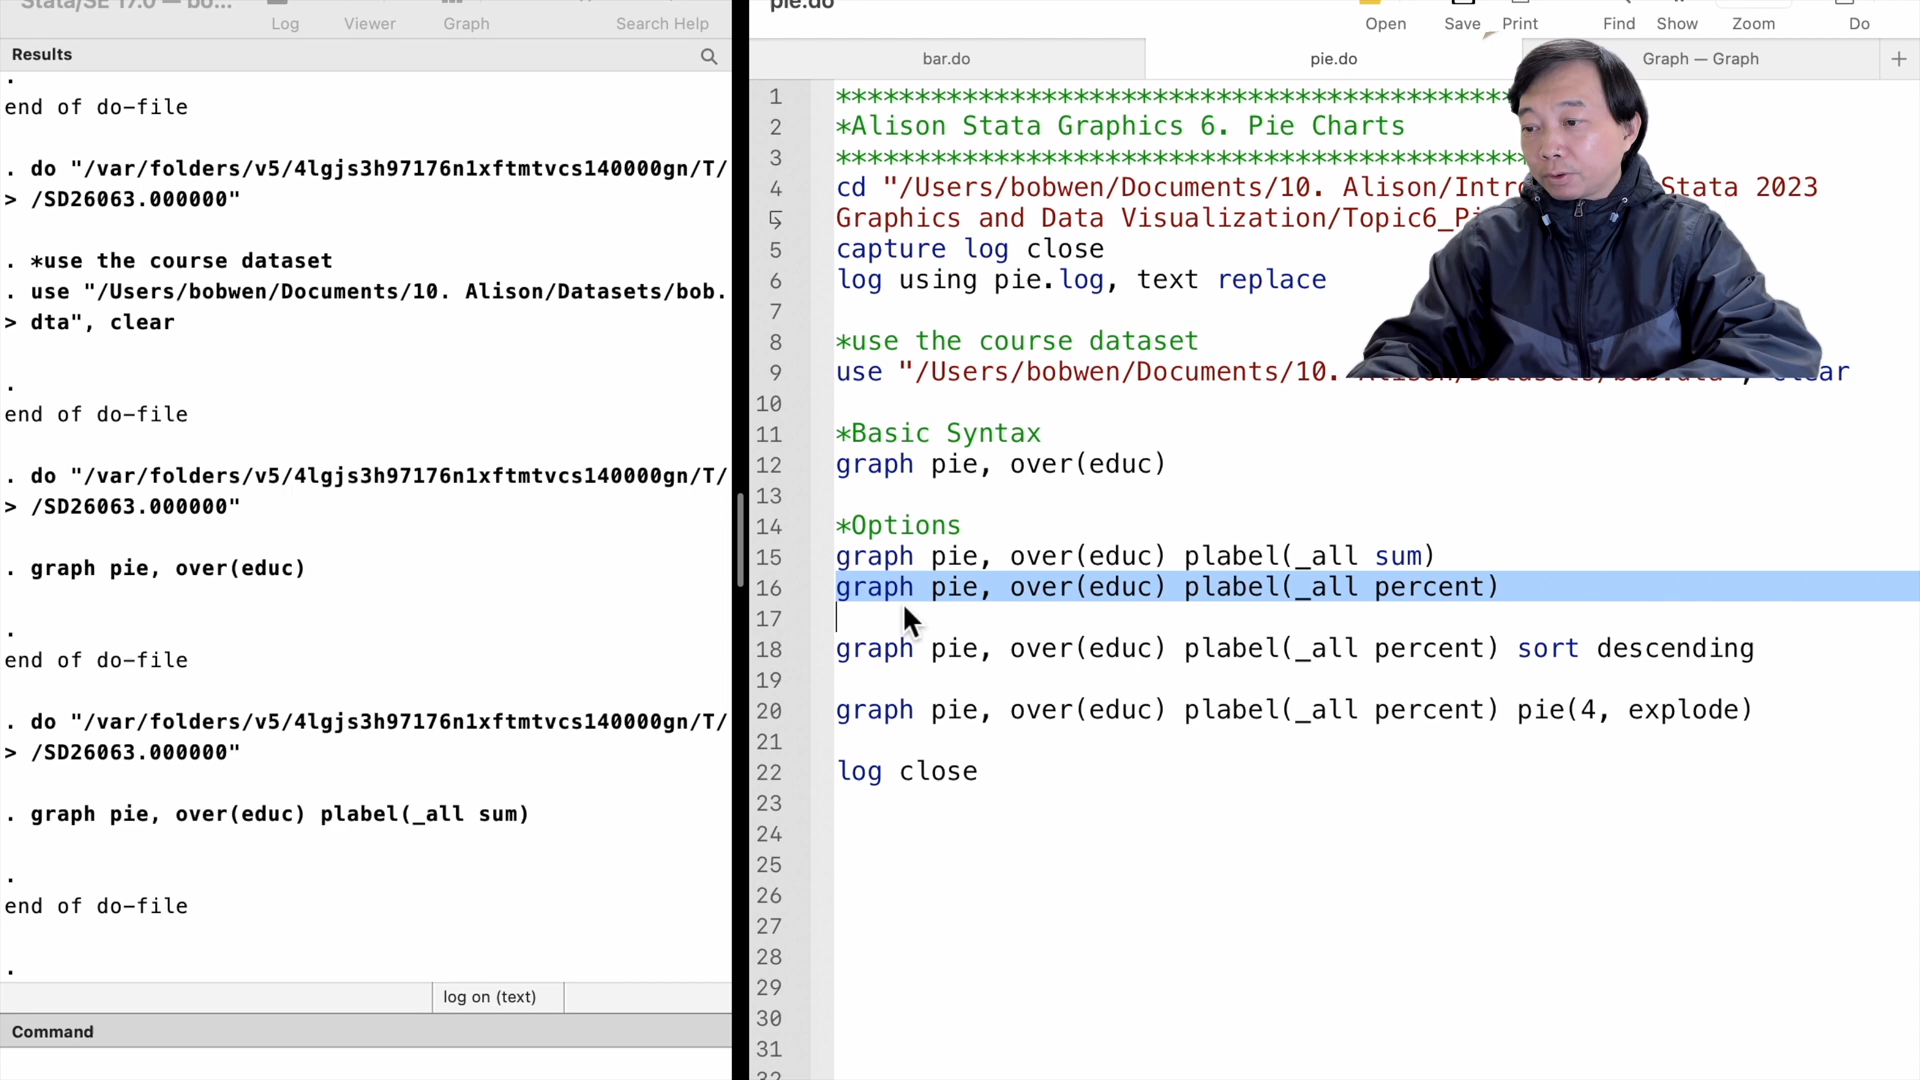 Stata/SE 17.0 — bo...
Log Viewer Graph Search Help
Results
.
end of do-file
. do "/var/folders/v5/4lgjs3h97176n1xftmtvcs140000gn/T/
> /SD26063.000000"
. *use the course dataset
. use "/Users/bobwen/Documents/10. Alison/Datasets/bob.
> dta", clear
.
end of do-file
. do "/var/folders/v5/4lgjs3h97176n1xftmtvcs140000gn/T/
> /SD26063.000000"
. graph pie, over(educ)
.
end of do-file
. do "/var/folders/v5/4lgjs3h97176n1xftmtvcs140000gn/T/
> /SD26063.000000"
. graph pie, over(educ) plabel(_all sum)
.
end of do-file
.
log on (text)
Command
pie.do
Open Save Print Find Show Zoom Do
bar.do pie.do Graph — Graph +
1 *******************************************
2 *Alison Stata Graphics 6. Pie Charts
3 ********************************************
4 cd "/Users/bobwen/Documents/10. Alison/Intro Stata 2023
Graphics and Data Visualization/Topic6_Pi
5 capture log close
6 log using pie.log, text replace
7
8 *use the course dataset
9 use "/Users/bobwen/Documents/10. clear
10
11 *Basic Syntax
12 graph pie, over(educ)
13
14 *Options
15 graph pie, over(educ) plabel(_all sum)
16 graph pie, over(educ) plabel(_all percent)
17
18 graph pie, over(educ) plabel(_all percent) sort descending
19
20 graph pie, over(educ) plabel(_all percent) pie(4, explode)
21
22 log close
23
24
25
26
27
28
29
30
31
32